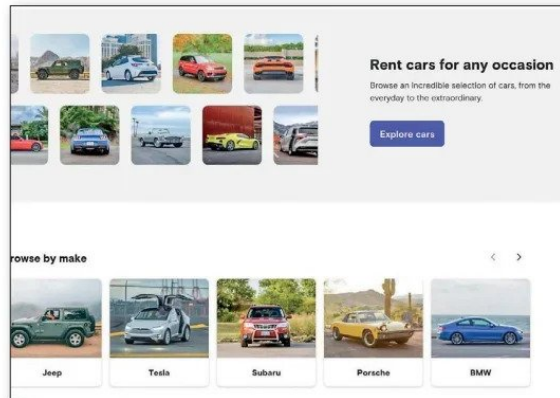 Rent cars for any occasion
Browse an incredible selection of cars, from the
everyday to the extraordinary.
Explore cars
rowse by make
Jeep
Tesla
Subaru
Porsche
BMW